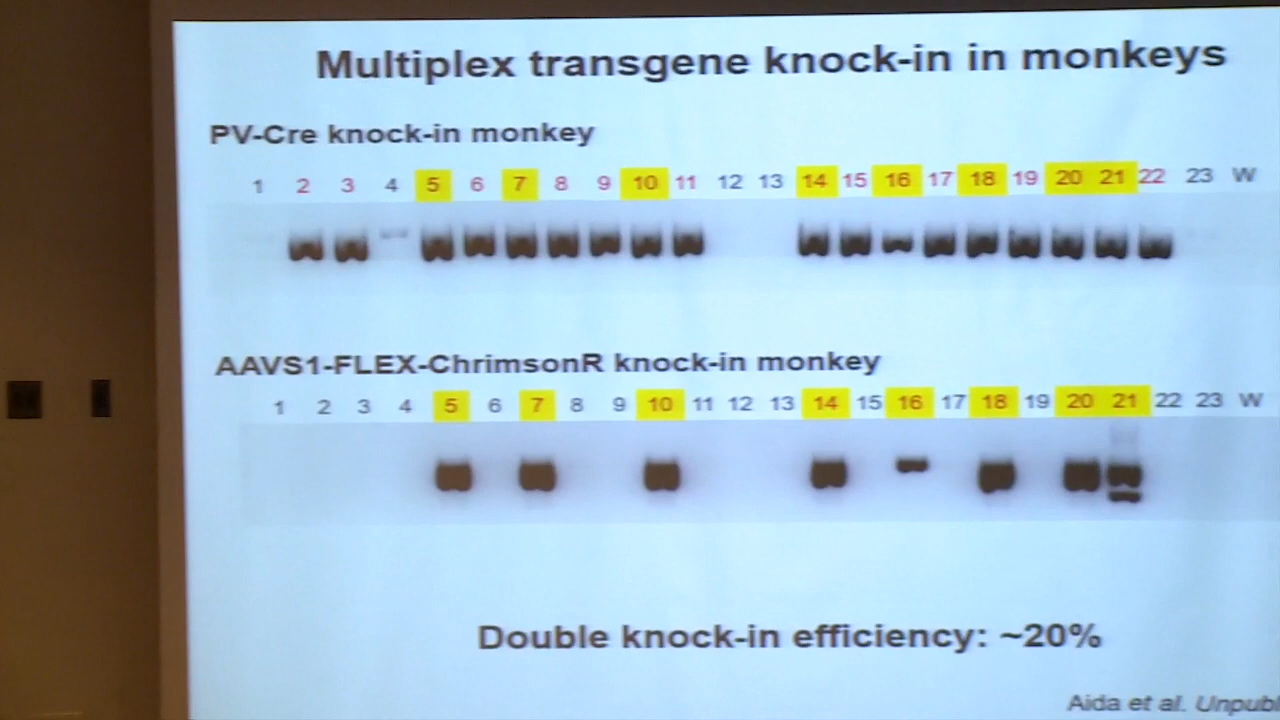 Multiplex transgene knock-in in monkeys
PV-Cre knock-in monkey
1 2 3 4 5 6 7 8 9 10 11 12 13 14 15 16 17 18 19 20 21 22 23 W
AAVS1-FLEX-ChrimsonR knock-in monkey
1 2 3 4 5 6 7 8 9 10 11 12 13 14 15 16 17 18 19 20 21 22 23 W
Double knock-in efficiency: ~20%
Aida et al. Unpubl